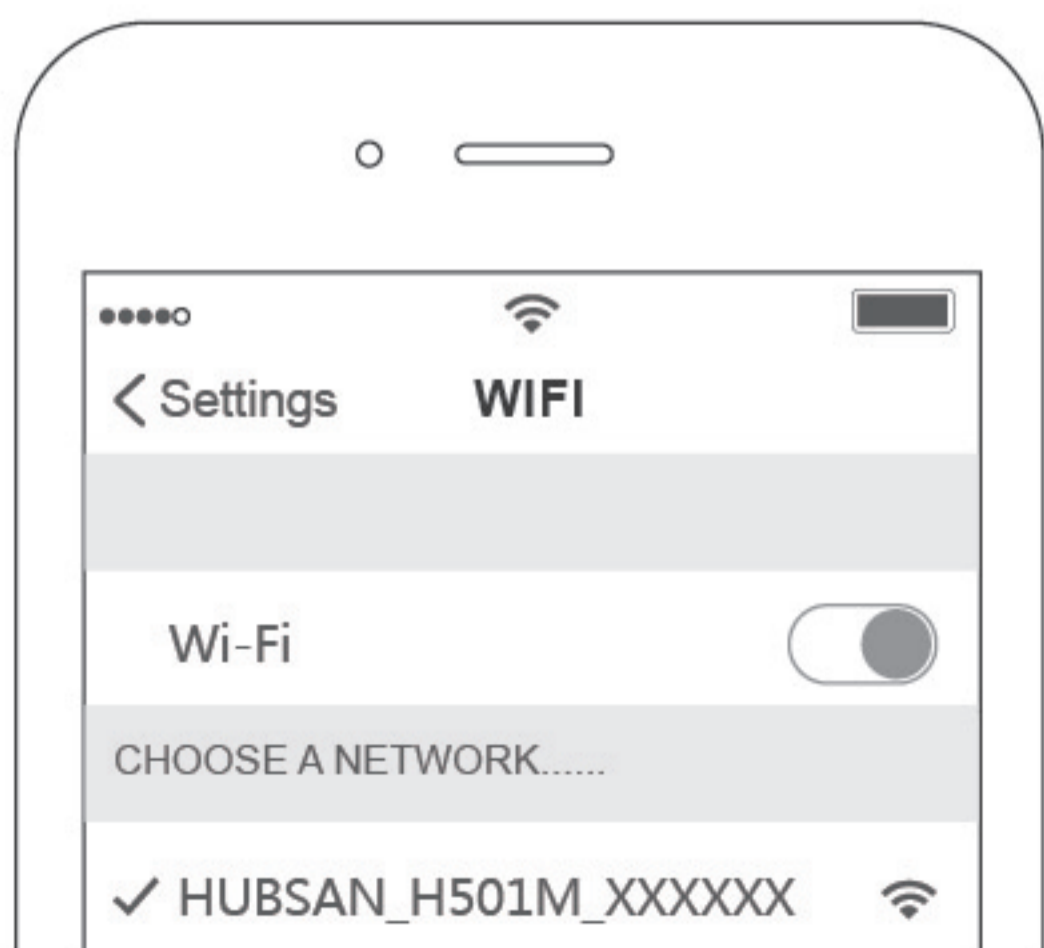 Settings WIFI
Wi-Fi
CHOOSE A NETWORK......
HUBSAN_H501M_XXXXXX